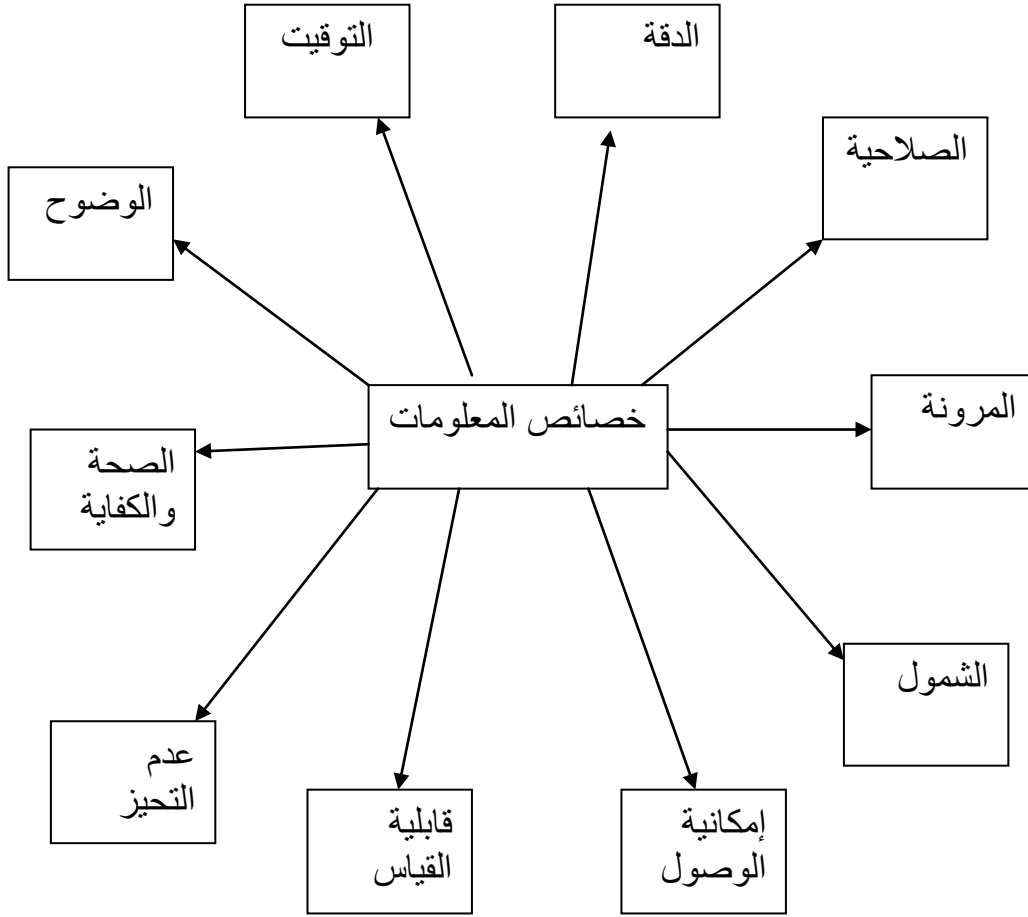 التوقيت
الدقة
الصلاحية
الوضوح
المرونة
خصائص المعلومات
الصحة
والكفاية
الشمول
عدم
التحيز
قابلية
القياس
إمكانية
الوصول